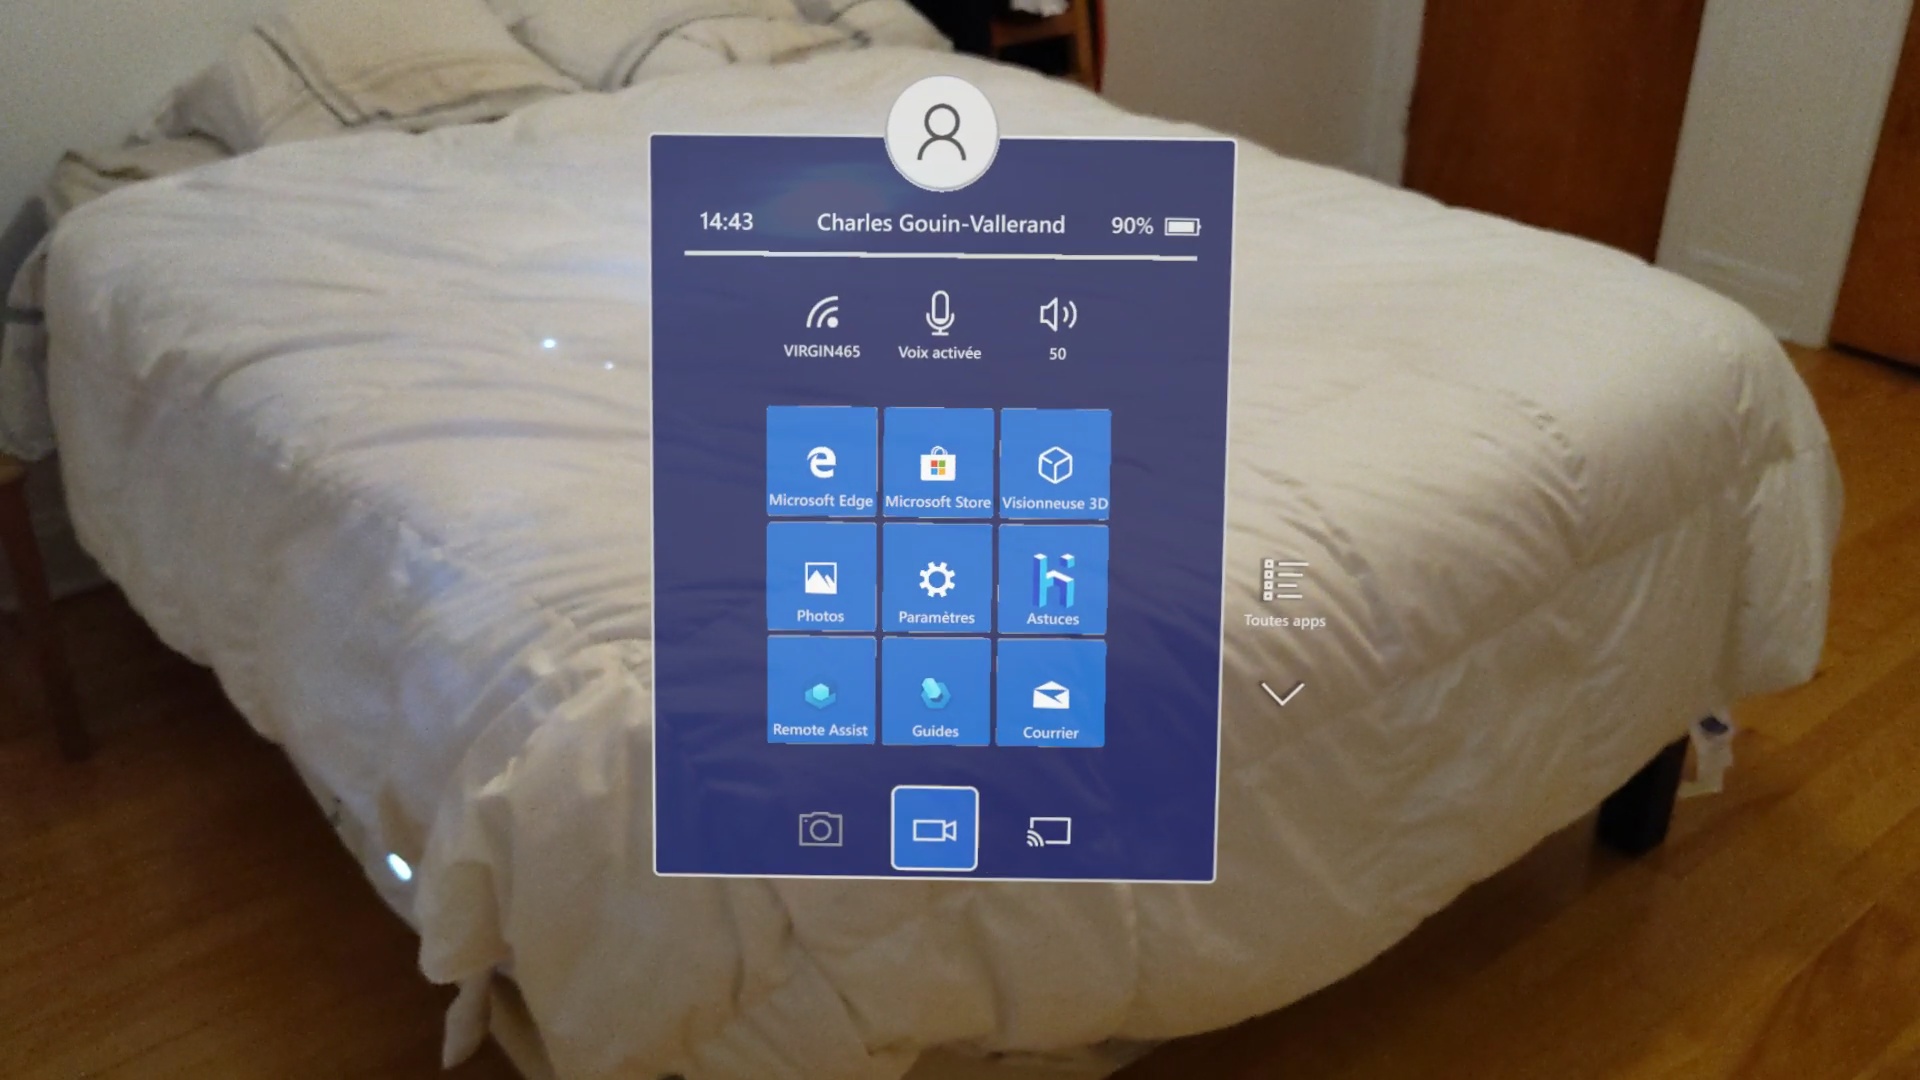 14:43 Charles Gouin-Vallerand 90%
VIRGIN465 Voix activée 50
Microsoft Edge Microsoft Store Visionneuse 3D
Photos Paramètres Astuces
Toutes apps
Remote Assist Guides Courrier